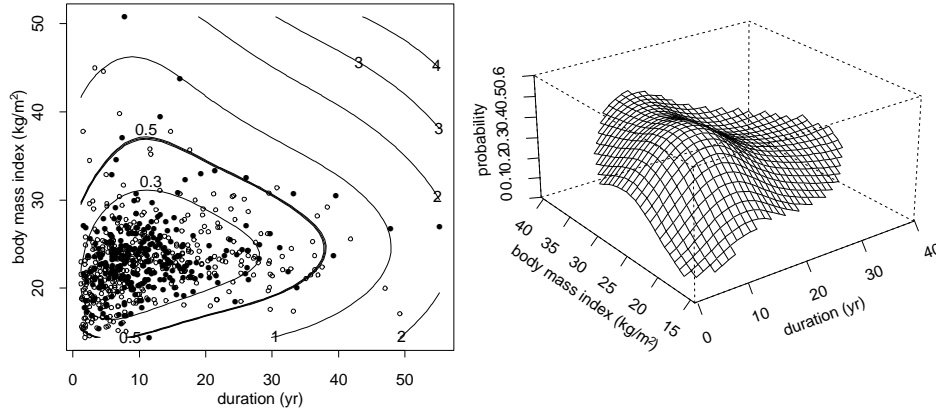 50
40
30
20
body mass index (kg/m²)
0 10 20 30 40 50
duration (yr)
0.5
0.3
0.5
1
2
2
3
3
4
probability
0 0.1 0.2 0.3 0.4 0.5 0.6
40 35 30 25 20 15
body mass index (kg/m²)
0 10 20 30 40
duration (yr)